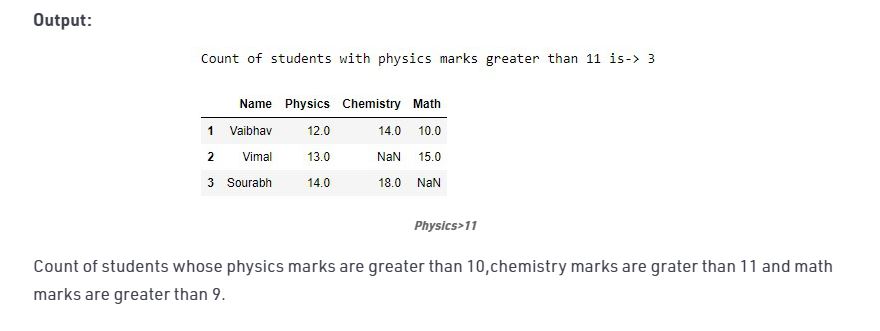 Output:
Count of students with physics marks greater than 11 is-> 3
Name Physics Chemistry Math
1 Vaibhav 12.0 14.0 10.0
2 Vimal 13.0 NaN 15.0
3 Sourabh 14.0 18.0 NaN
Physics>11
Count of students whose physics marks are greater than 10,chemistry marks are grater than 11 and math
marks are greater than 9.